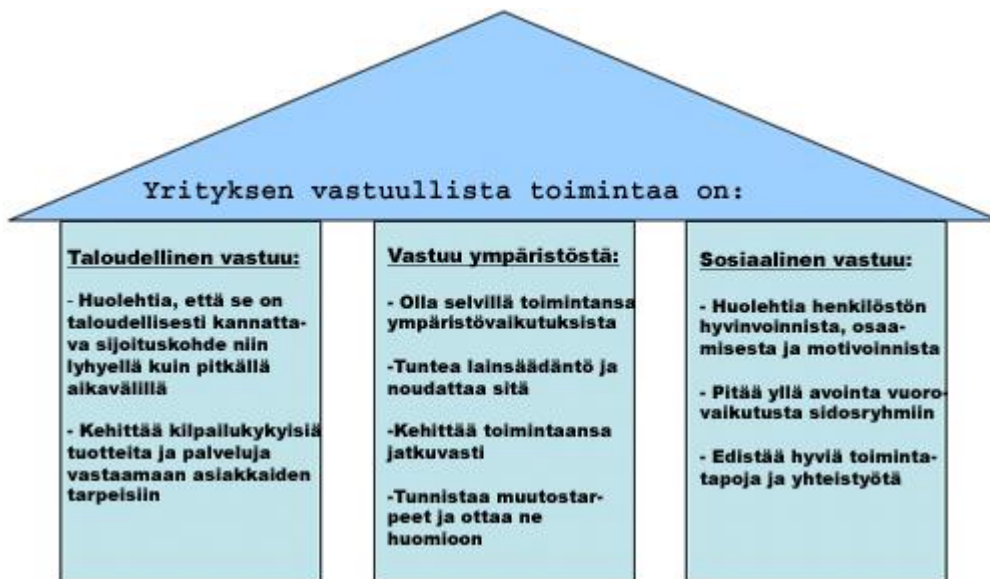 Yrityksen vastuullista toimintaa on:
Taloudellinen vastuu:
- Huolehtia, että se on
taloudellisesti kannatta-
va sijoituskohde niin
lyhyellä kuin pitkällä
aikavälillä
- Kehittää kilpailukykyisiä
tuotteita ja palveluja
vastaamaan asiakkaiden
tarpeisiin
Vastuu ympäristöstä:
- Olla selvillä toimintansa
ympäristövaikutuksista
-Tuntea lainsäädäntö ja
noudattaa sitä
-Kehittää toimintaansa
jatkuvasti
-Tunnistaa muutostar-
peet ja ottaa ne
huomioon
Sosiaalinen vastuu:
- Huolehtia henkilöstön
hyvinvoinnista, osaa-
misesta ja motivoinnista
- Pitää yllä avointa vuoro-
vaikutusta sidosryhmiin
- Edistää hyviä toiminta-
tapoja ja yhteistyötä